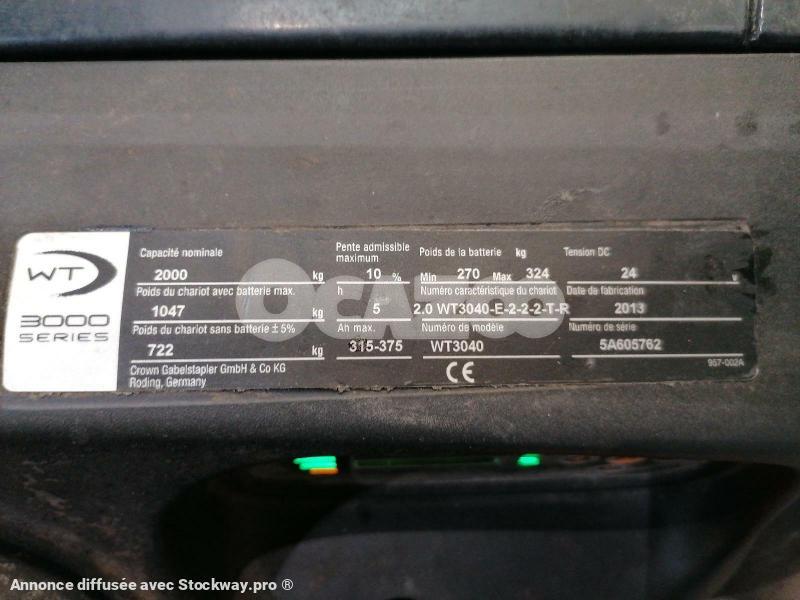 WT
3000
SERIES
Capacité nominale
2000 kg
Pente admissible
maximum
10 %
Poids de la batterie kg
Min 270 Max 324
Tension DC
24
Poids du chariot avec batterie max.
1047 kg
h
5
Numéro caractéristique du chariot
2.0 WT3040-E-2-2-2-T-R
Date de fabrication
2013
Poids du chariot sans batterie ± 5%
722 kg
Ah max.
315-375
Numéro de modèle
WT3040
Numéro de série
5A605762
Crown Gabelstapler GmbH & Co KG
Roding, Germany
CE
957-002A
OCAZOO
Annonce diffusée avec Stockway.pro ®